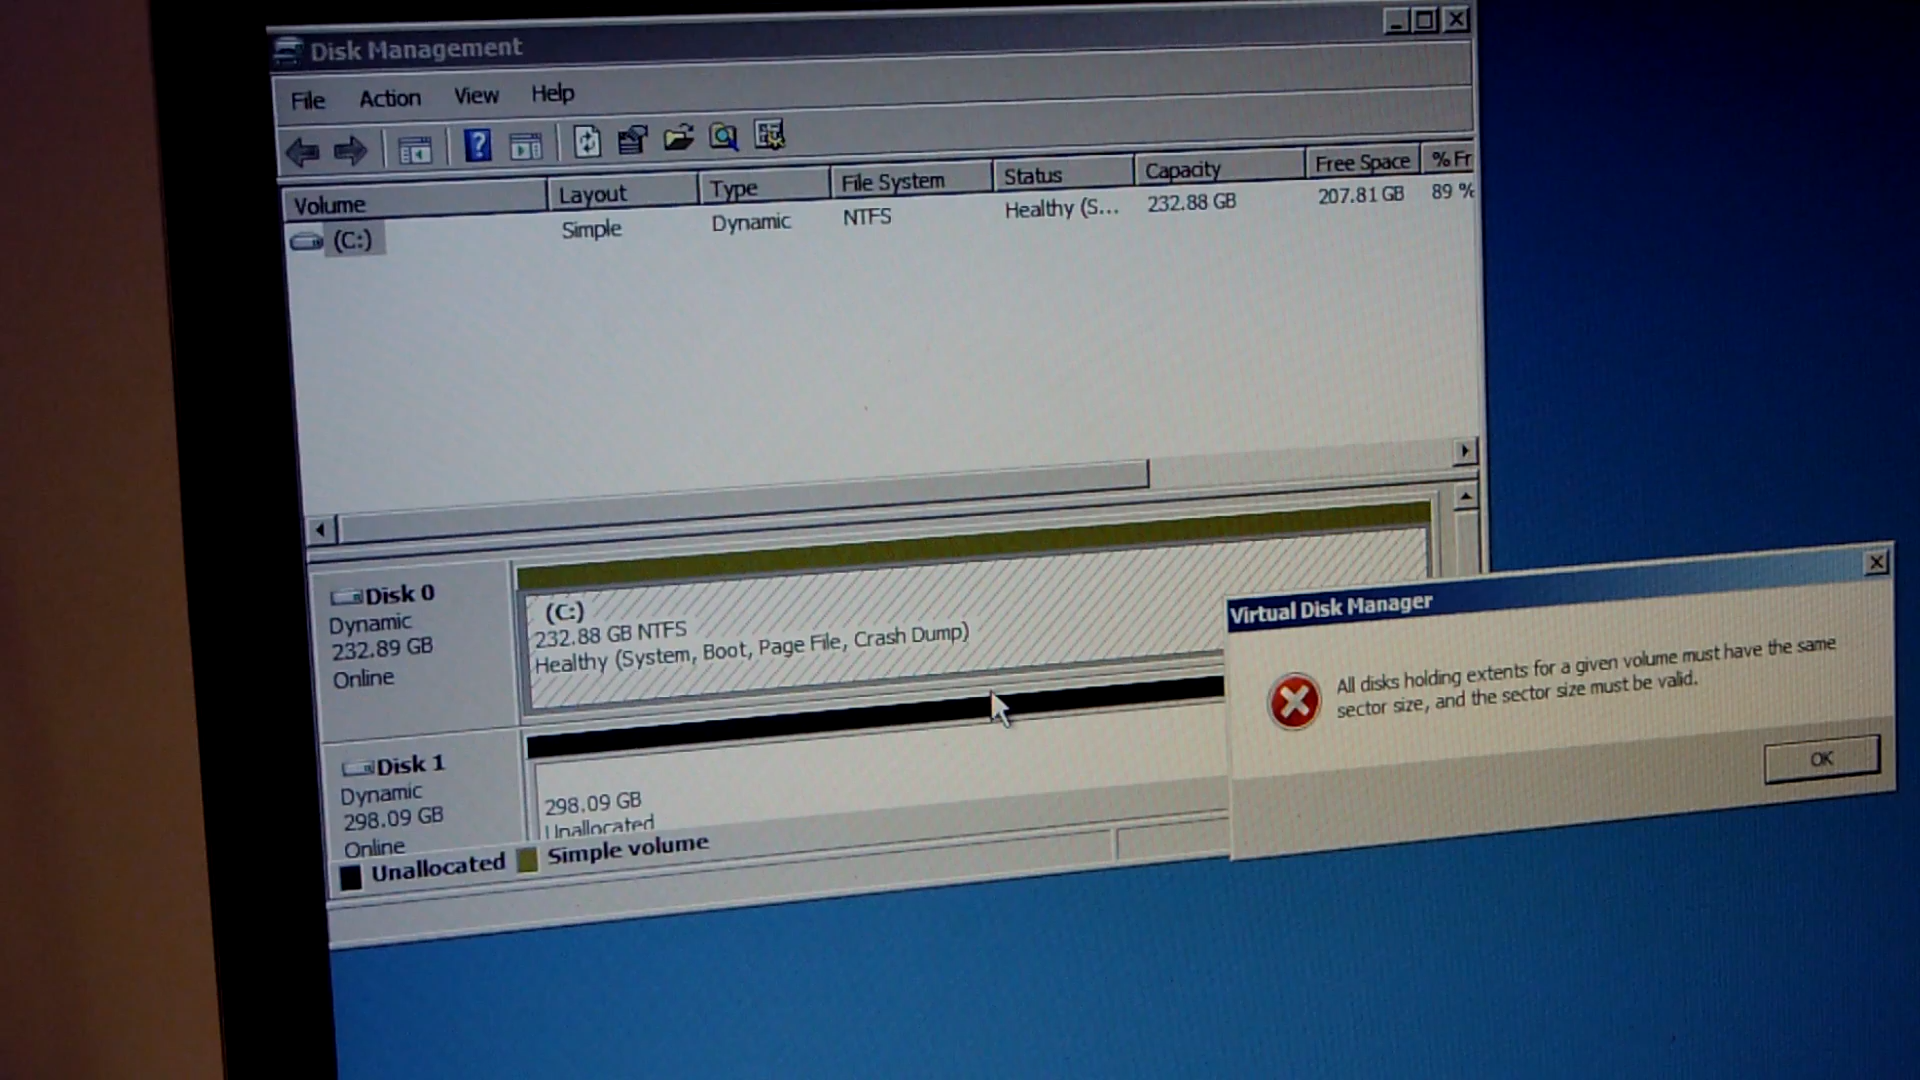 Disk Management
File Action View Help
Volume Layout Type File System Status Capacity Free Space % Fr
(C:) Simple Dynamic NTFS Healthy (S... 232.88 GB 207.81 GB 89 %
Disk 0
Dynamic
232.89 GB
Online
(C:)
232.88 GB NTFS
Healthy (System, Boot, Page File, Crash Dump)
Disk 1
Dynamic
298.09 GB
Online
298.09 GB
Unallocated
Unallocated Simple volume
Virtual Disk Manager
All disks holding extents for a given volume must have the same
sector size, and the sector size must be valid.
OK